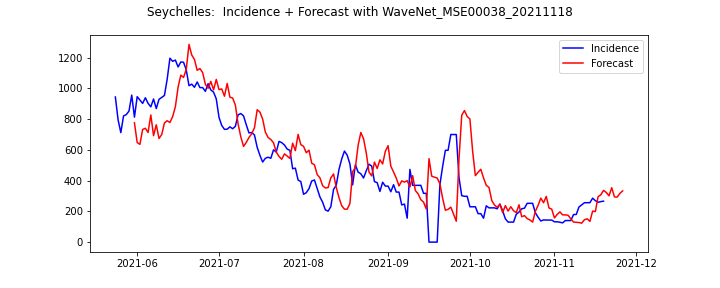 Seychelles:  Incidence + Forecast with WaveNet_MSE00038_20211118
Incidence
Forecast
1200
1000
800
600
400
200
0
2021-06 2021-07 2021-08 2021-09 2021-10 2021-11 2021-12